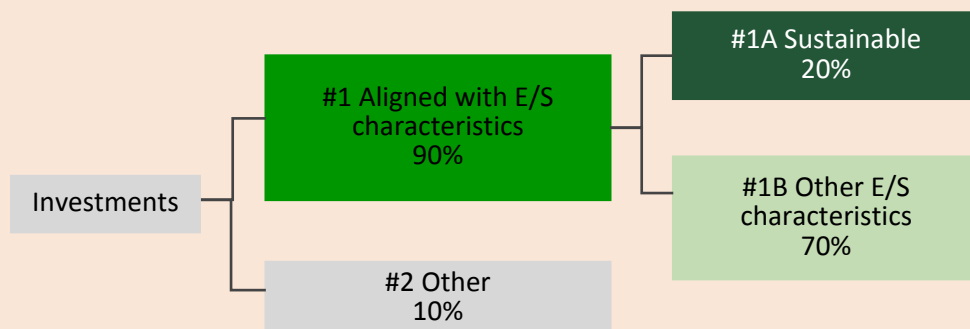 Investments
#1 Aligned with E/S
characteristics
90%
#2 Other
10%
#1A Sustainable
20%
#1B Other E/S
characteristics
70%